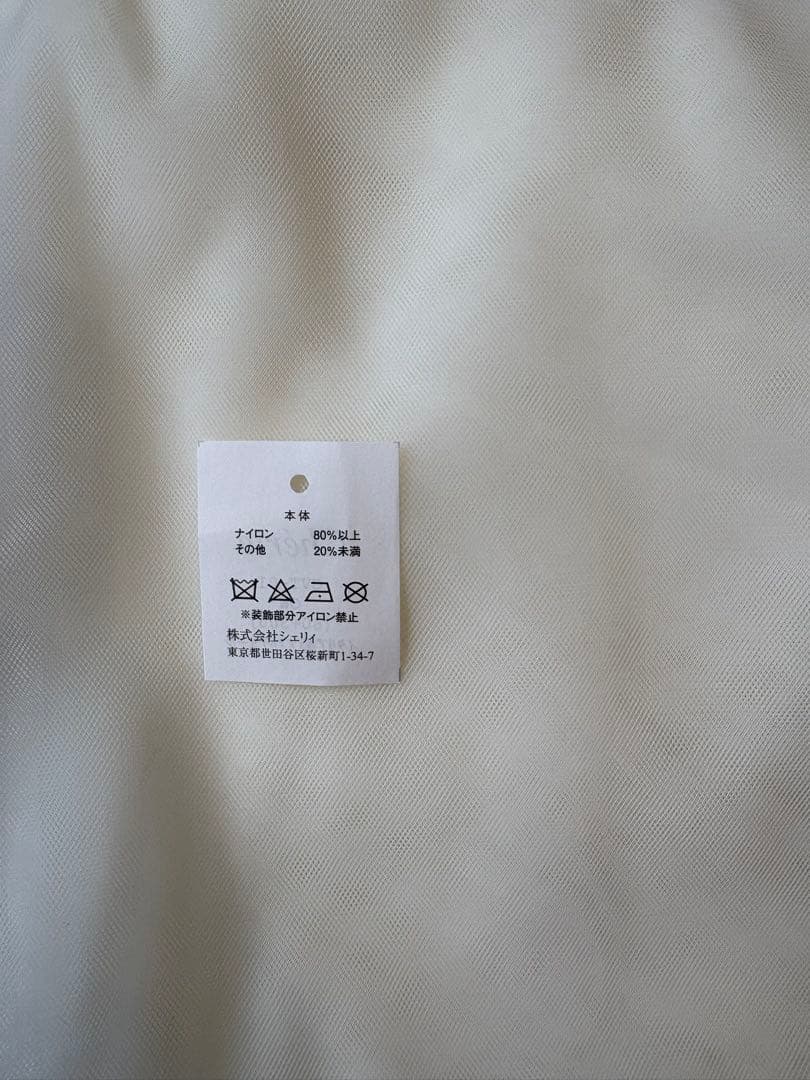 本体
ナイロン 80%以上
その他 20%未満
※装飾部分アイロン禁止
株式会社シェリィ
東京都世田谷区桜新町1-34-7